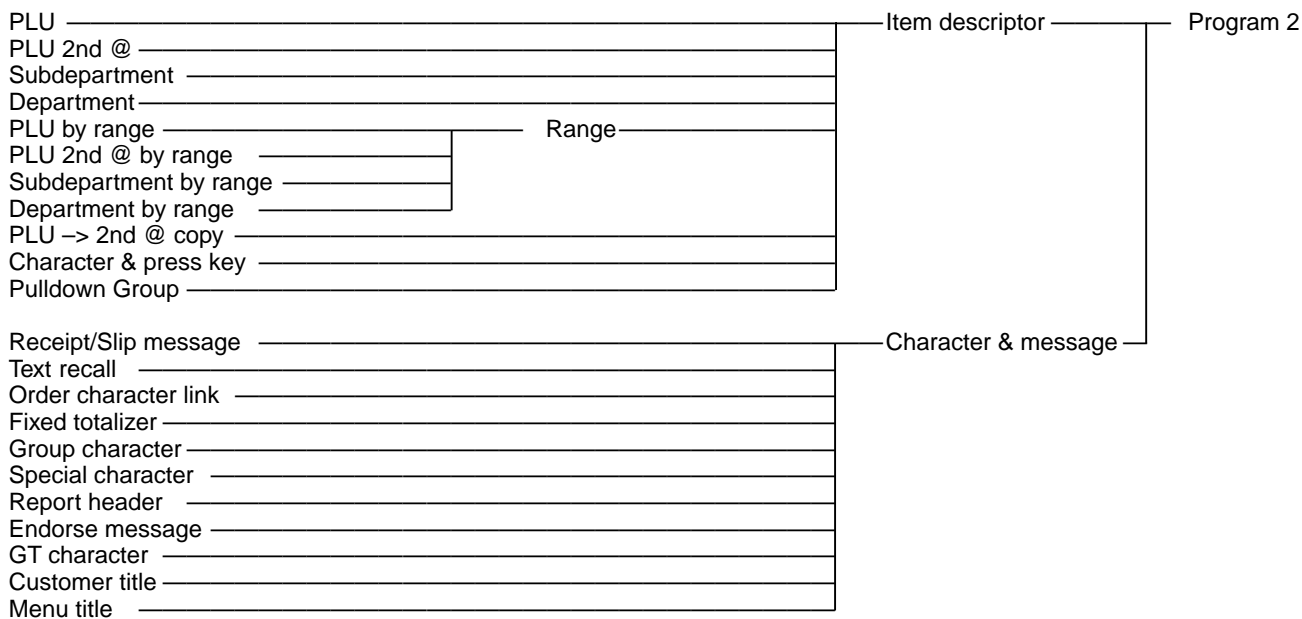 PLU Item descriptor Program 2
PLU 2nd @
Subdepartment
Department
PLU by range Range
PLU 2nd @ by range
Subdepartment by range
Department by range
PLU –> 2nd @ copy
Character & press key
Pulldown Group
Receipt/Slip message Character & message
Text recall
Order character link
Fixed totalizer
Group character
Special character
Report header
Endorse message
GT character
Customer title
Menu title